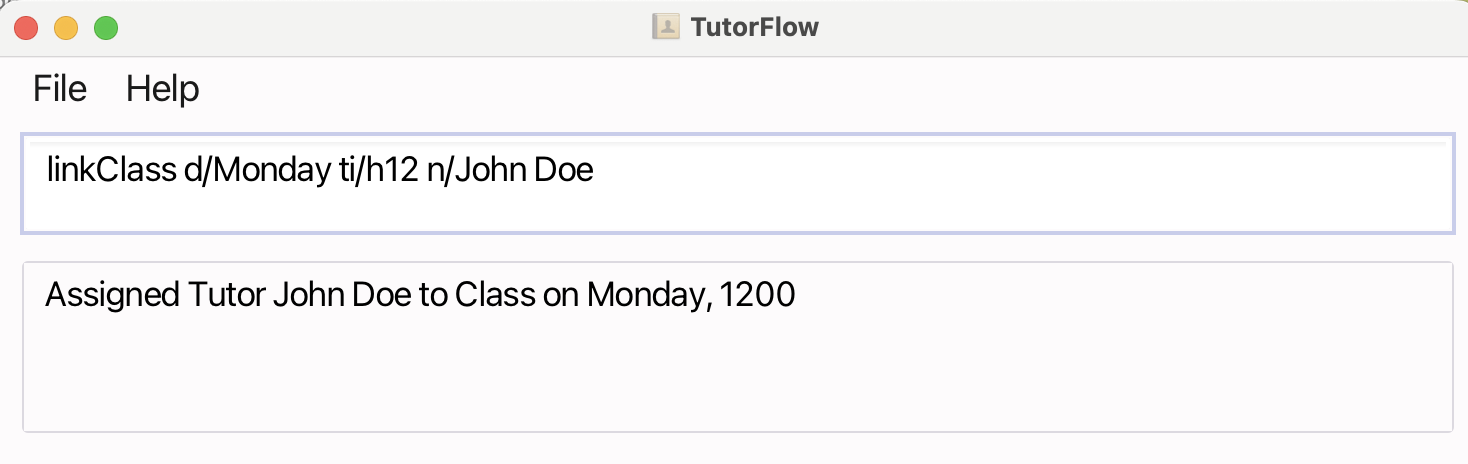 TutorFlow
File Help
linkClass d/Monday ti/h12 n/John Doe
Assigned Tutor John Doe to Class on Monday, 1200